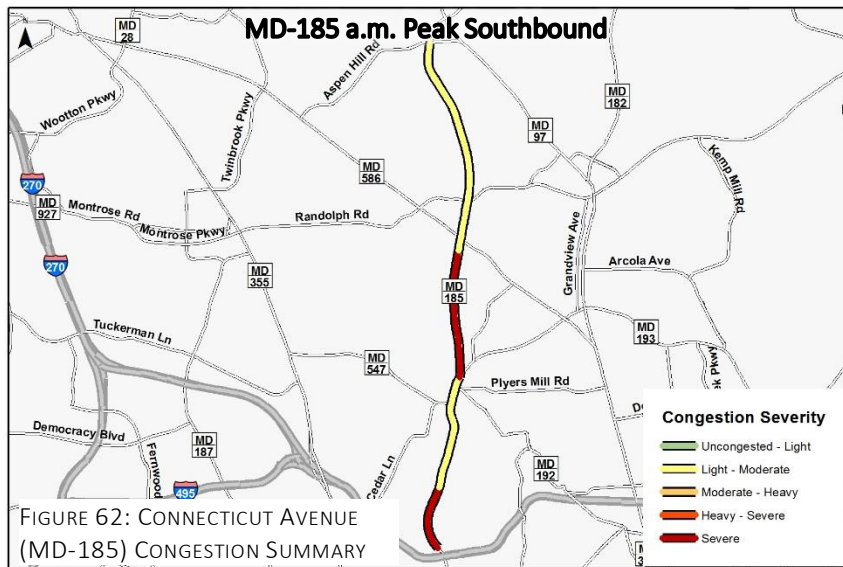 MD-185 a.m. Peak Southbound
MD
28
Aspen Hill Rd
MD
182
Wootton Pkwy
Twinbrook Pkwy
MD
97
Kemp Mill Rd
270
MD
586
MD
927
Montrose Rd
Montrose Pkwy
Randolph Rd
Grandview Ave
270
MD
355
MD
185
Arcola Ave
Tuckerman Ln
MD
547
MD
193
Plyers Mill Rd
Pkwy
Democracy Blvd
MD
187
Fernwood
Cedar Ln
MD
192
495
Congestion Severity
Uncongested - Light
Light - Moderate
Moderate - Heavy
Heavy - Severe
Severe
FIGURE 62: CONNECTICUT AVENUE
(MD-185) CONGESTION SUMMARY